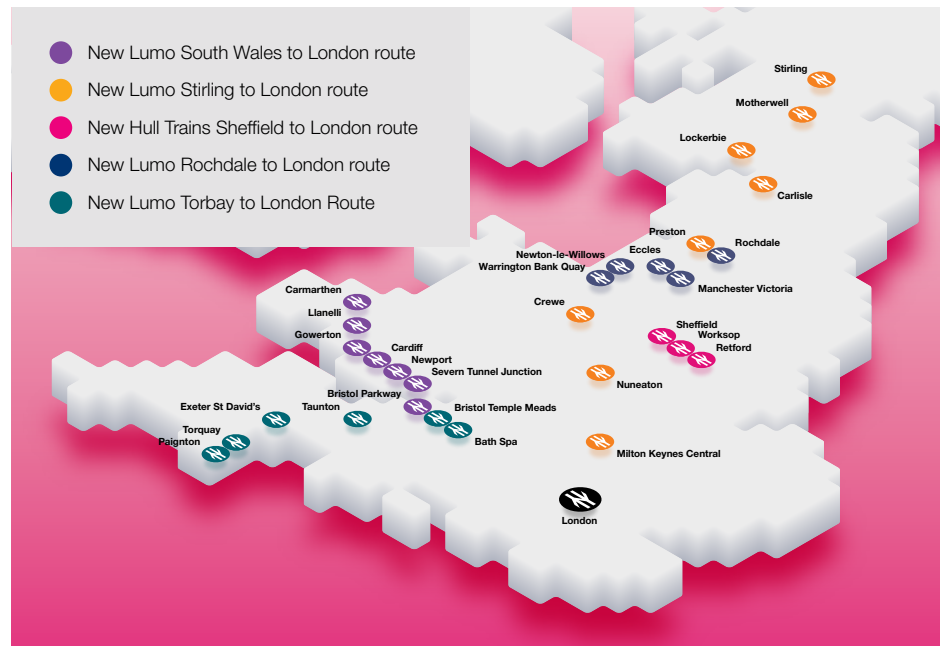 New Lumo South Wales to London route
New Lumo Stirling to London route
New Hull Trains Sheffield to London route
New Lumo Rochdale to London route
New Lumo Torbay to London Route
Stirling
Motherwell
Lockerbie
Carlisle
Preston
Rochdale
Eccles
Newton-le-Willows
Warrington Bank Quay
Manchester Victoria
Carmarthen
Crewe
Llanelli
Gowerton
Sheffield
Worksop
Retford
Cardiff
Newport
Severn Tunnel Junction
Nuneaton
Bristol Parkway
Exeter St David's
Taunton
Bristol Temple Meads
Torquay
Paignton
Bath Spa
Milton Keynes Central
London